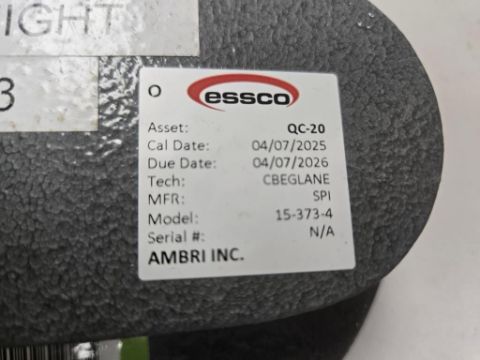 IGHT
3
O
essco
Asset: QC-20
Cal Date: 04/07/2025
Due Date: 04/07/2026
Tech: CBEGLANE
MFR: SPI
Model: 15-373-4
Serial #: N/A
AMBRI INC.